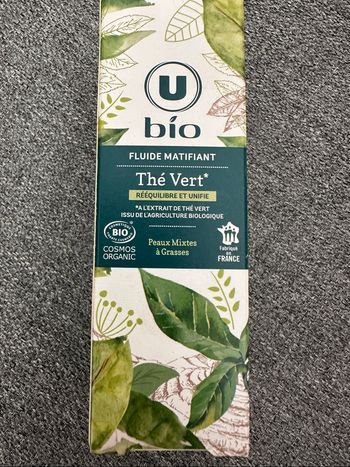 U
bio
FLUIDE MATIFIANT
Thé Vert*
RÉÉQUILIBRE ET UNIFIE
*A L'EXTRAIT DE THÉ VERT
ISSU DE L'AGRICULTURE BIOLOGIQUE
BIO
COSMOS
ORGANIC
Peaux Mixtes
à Grasses
Fabriqué
en
FRANCE